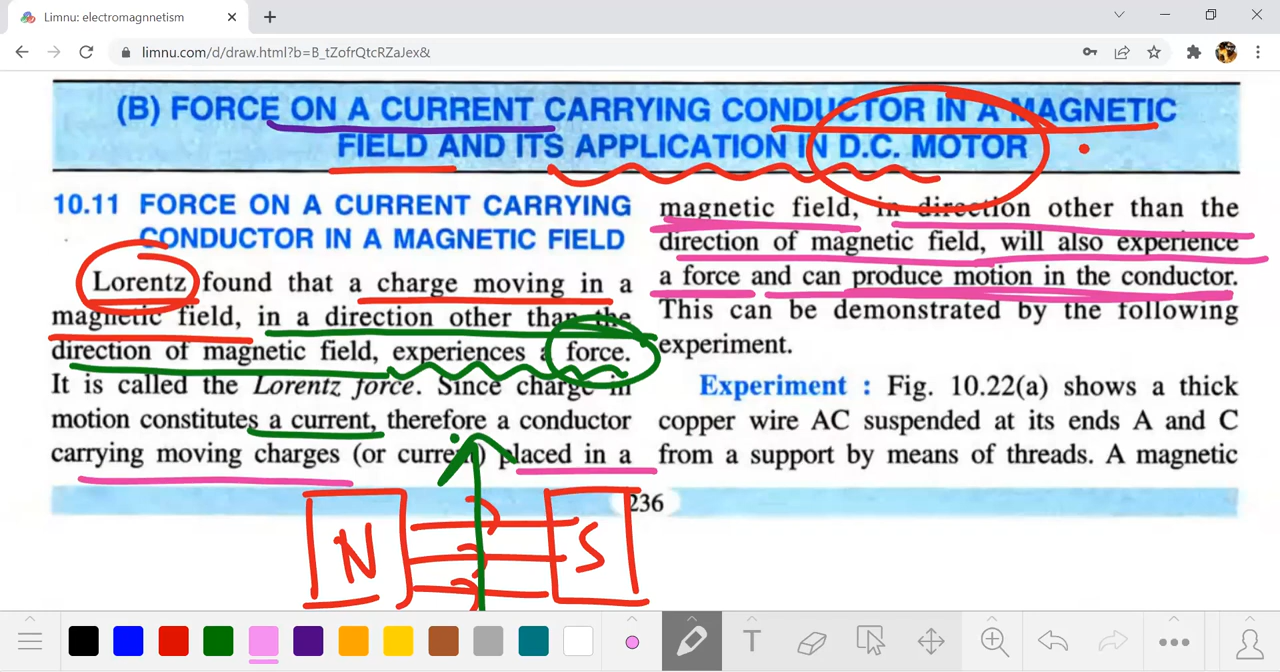 Limnu: electromagnnetism
limnu.com/d/draw.html?b=B_tZofrQtcRZaJex&
(B) FORCE ON A CURRENT CARRYING CONDUCTOR IN A MAGNETIC
FIELD AND ITS APPLICATION IN D.C. MOTOR
10.11 FORCE ON A CURRENT CARRYING
CONDUCTOR IN A MAGNETIC FIELD
Lorentz found that a charge moving in a
magnetic field, in a direction other than the
direction of magnetic field, experiences a force.
It is called the Lorentz force. Since charge in
motion constitutes a current, therefore a conductor
carrying moving charges (or current) placed in a
magnetic field, in direction other than the
direction of magnetic field, will also experience
a force and can produce motion in the conductor.
This can be demonstrated by the following
experiment.
Experiment : Fig. 10.22(a) shows a thick
copper wire AC suspended at its ends A and C
from a support by means of threads. A magnetic
236
N S
T